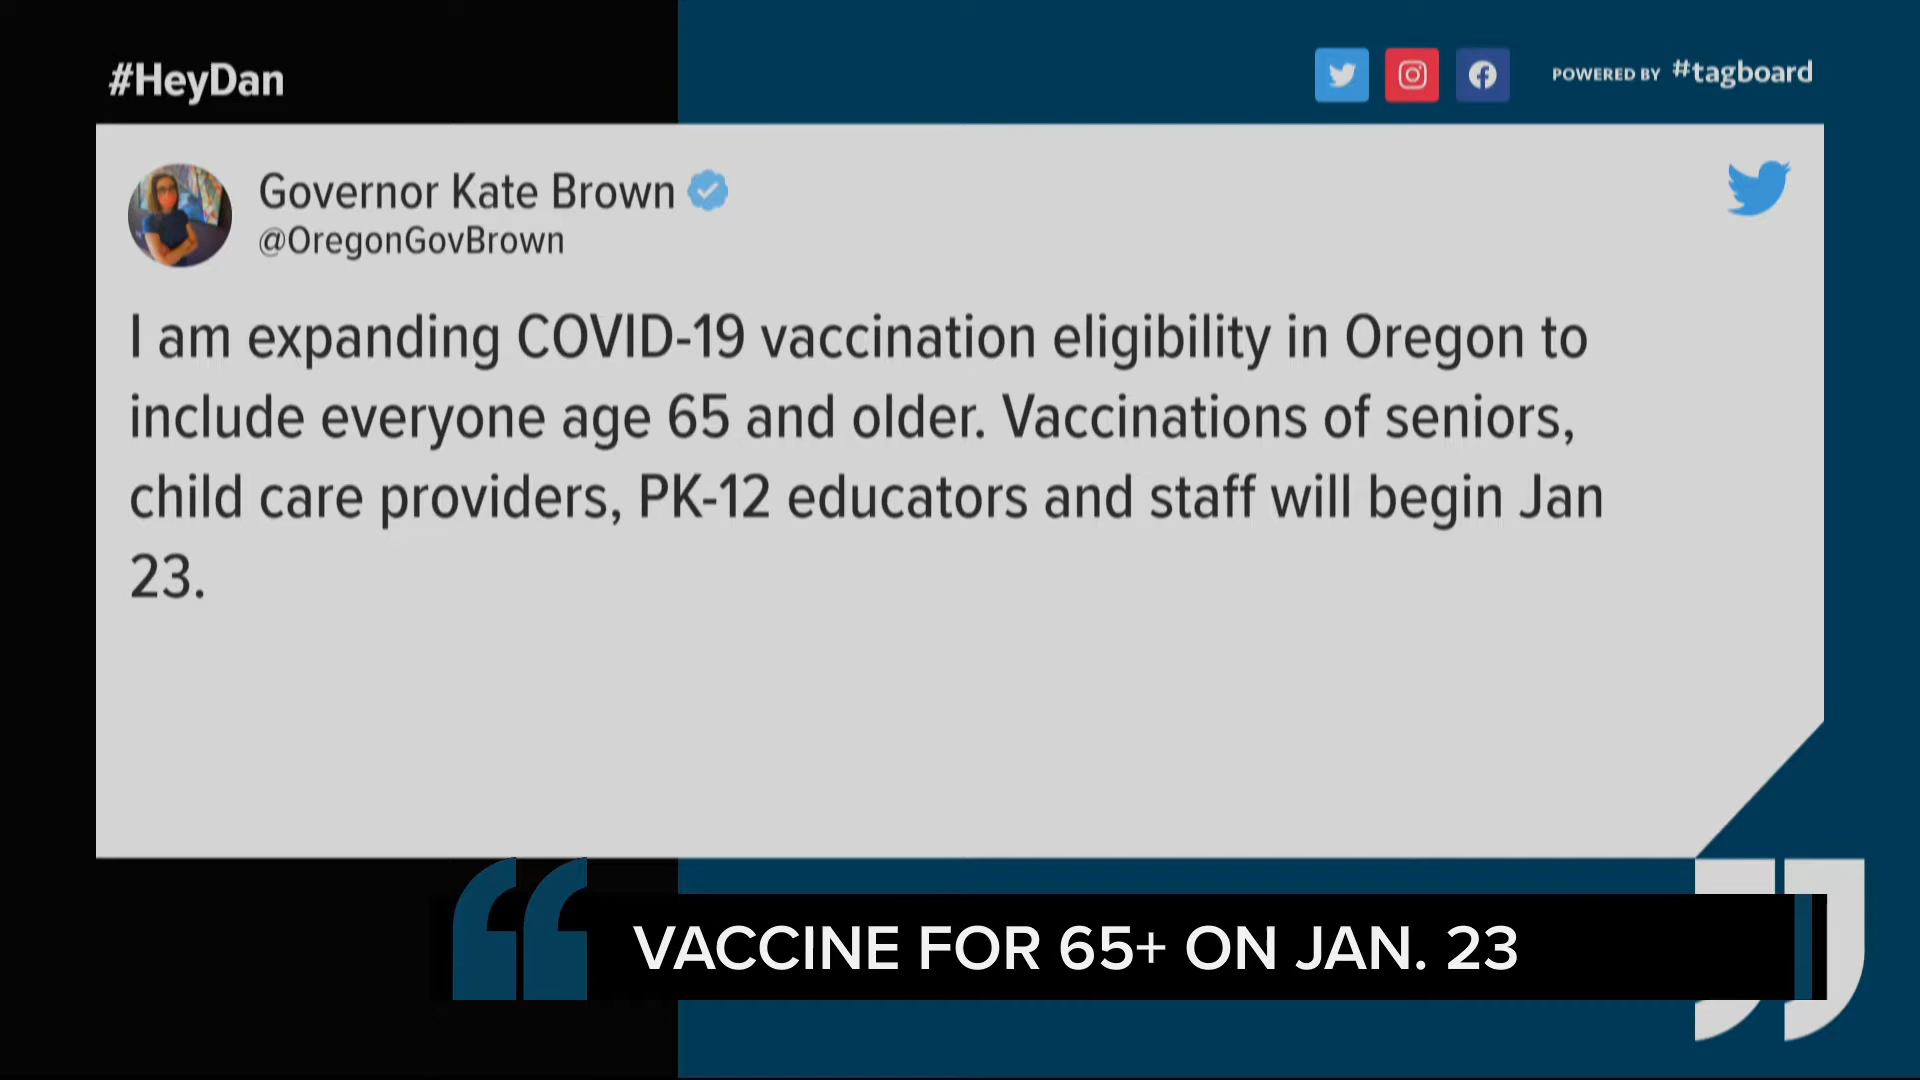 #HeyDan
POWERED BY #tagboard
Governor Kate Brown
@OregonGovBrown
I am expanding COVID-19 vaccination eligibility in Oregon to
include everyone age 65 and older. Vaccinations of seniors,
child care providers, PK-12 educators and staff will begin Jan
23.
VACCINE FOR 65+ ON JAN. 23